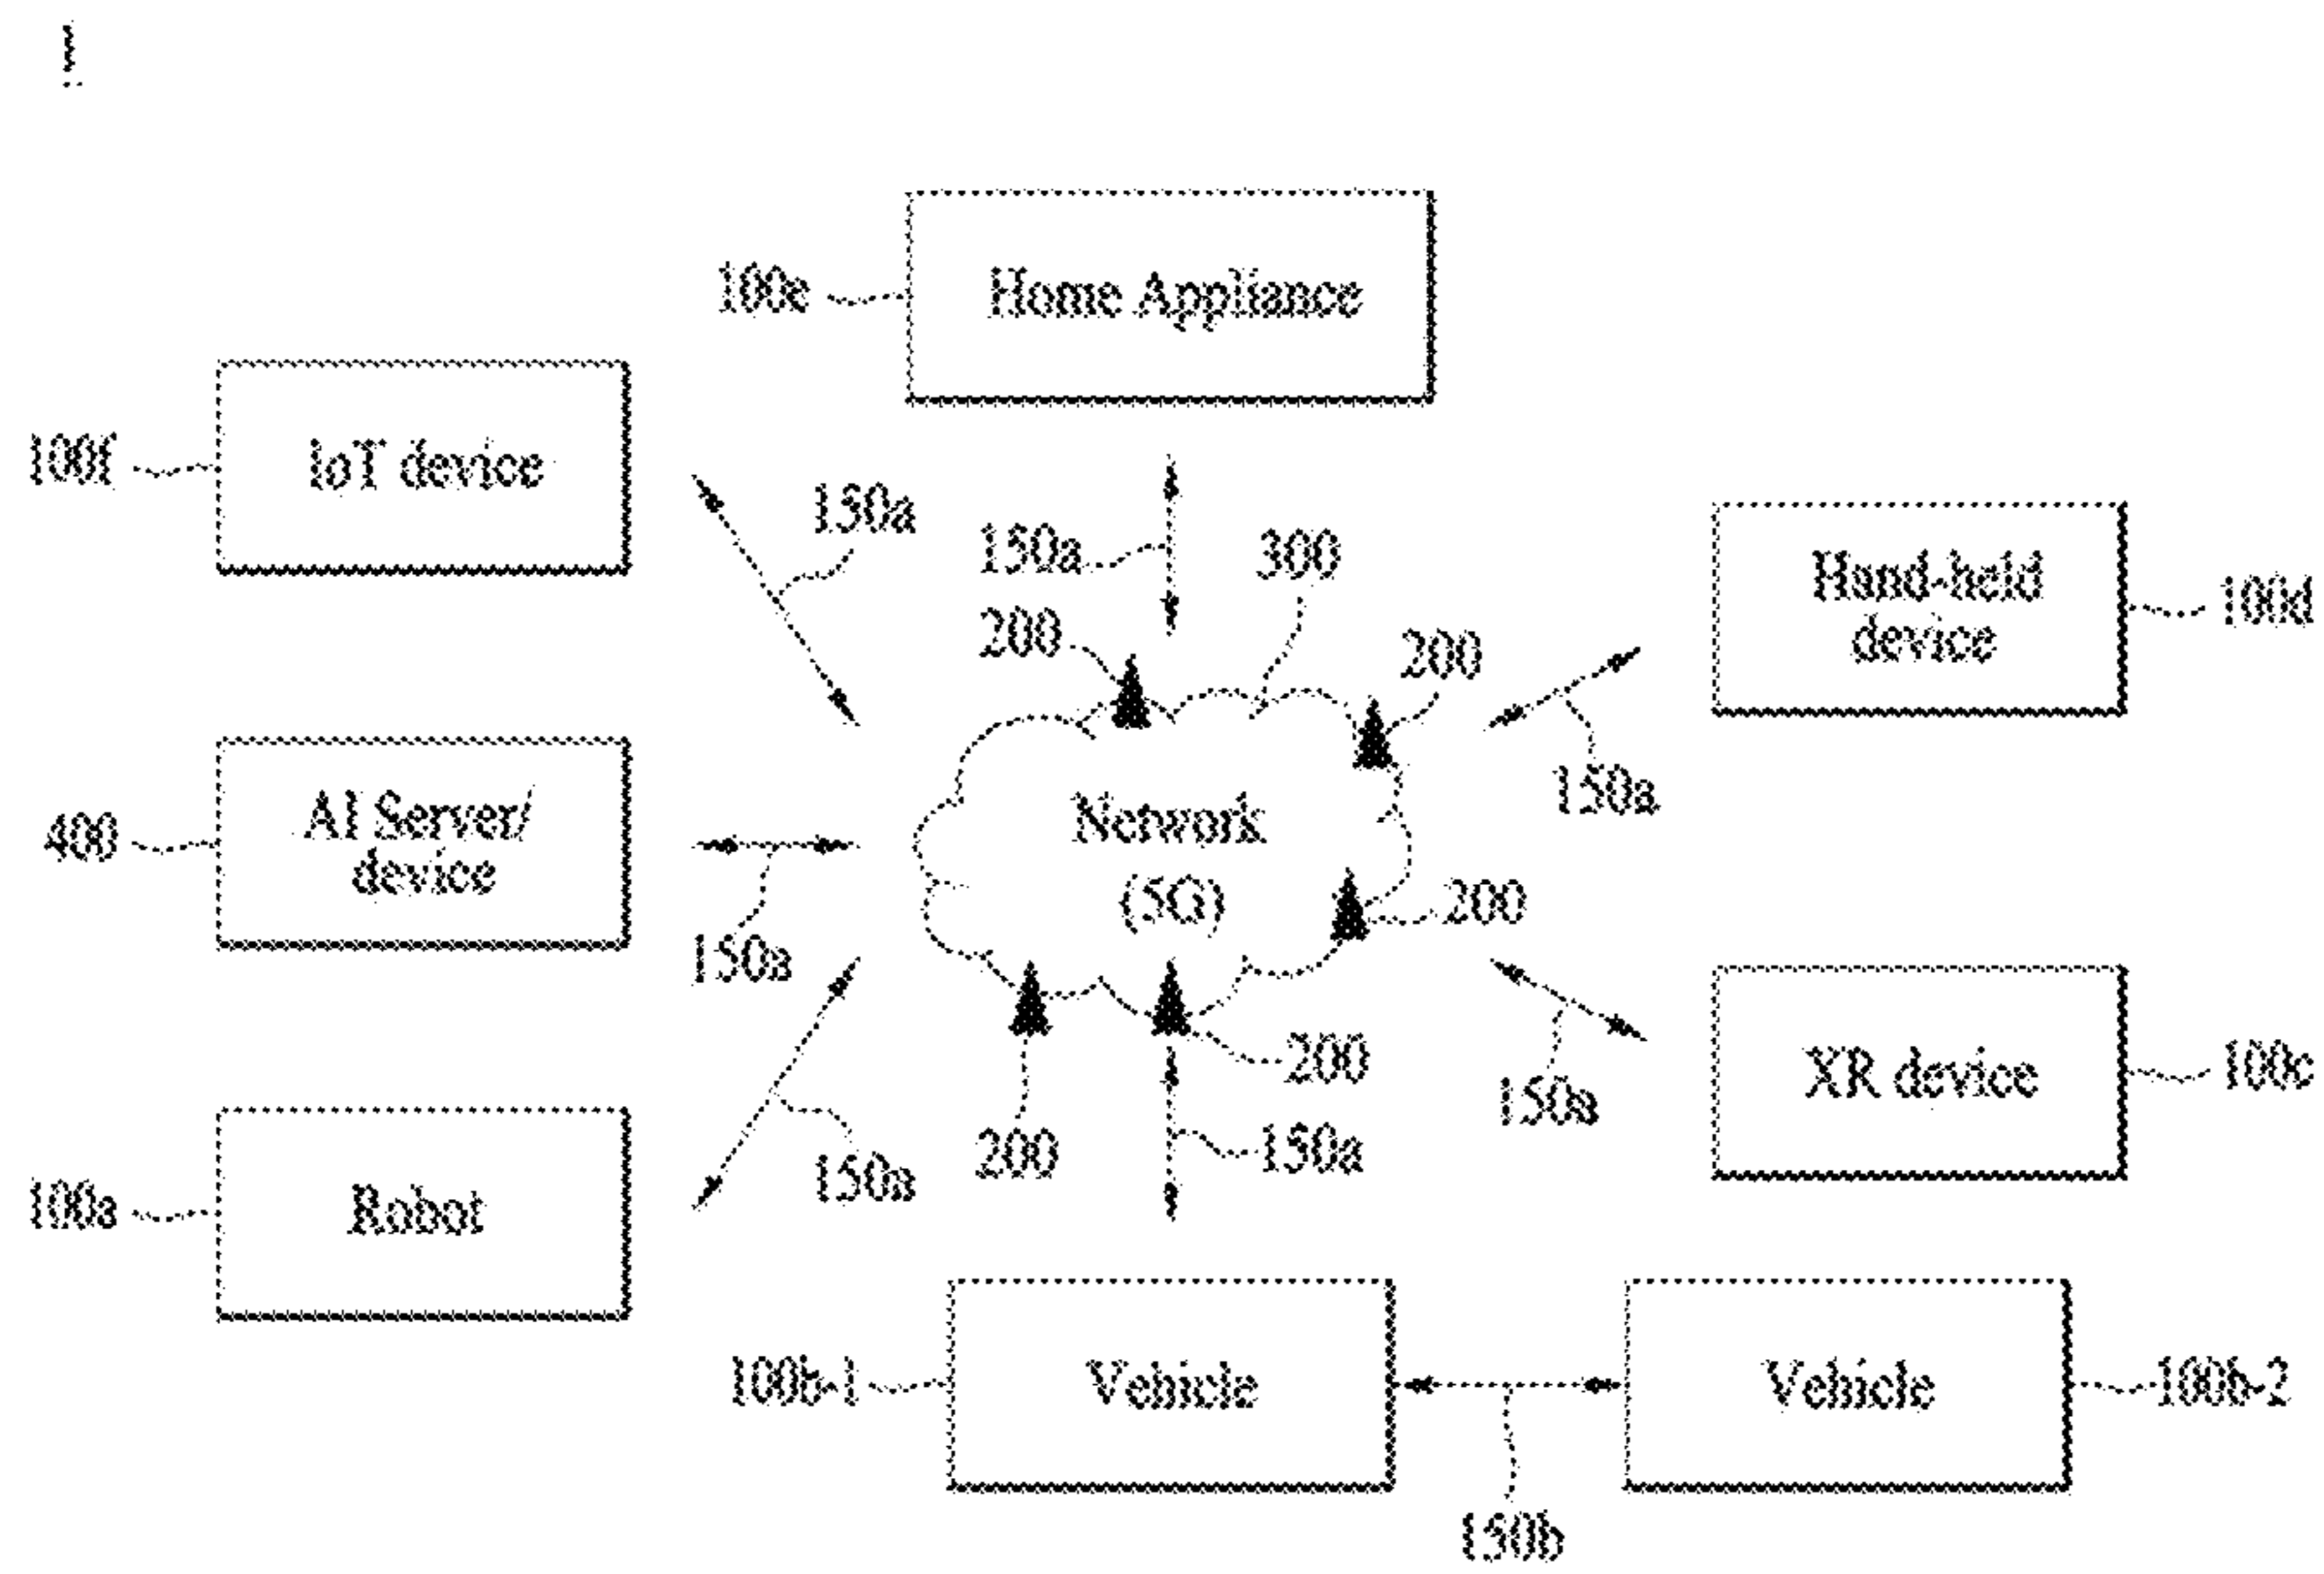 1
100e
Home Appliance
100f
IoT device
150a
150a
300
Hand-held
device
100d
200
200
150a
400
AI Server/
device
Network
(5G)
200
150a
200
150a
XR device
100c
200
150a
150a
100a
Robot
100b-1
Vehicle
Vehicle
100b-2
150b